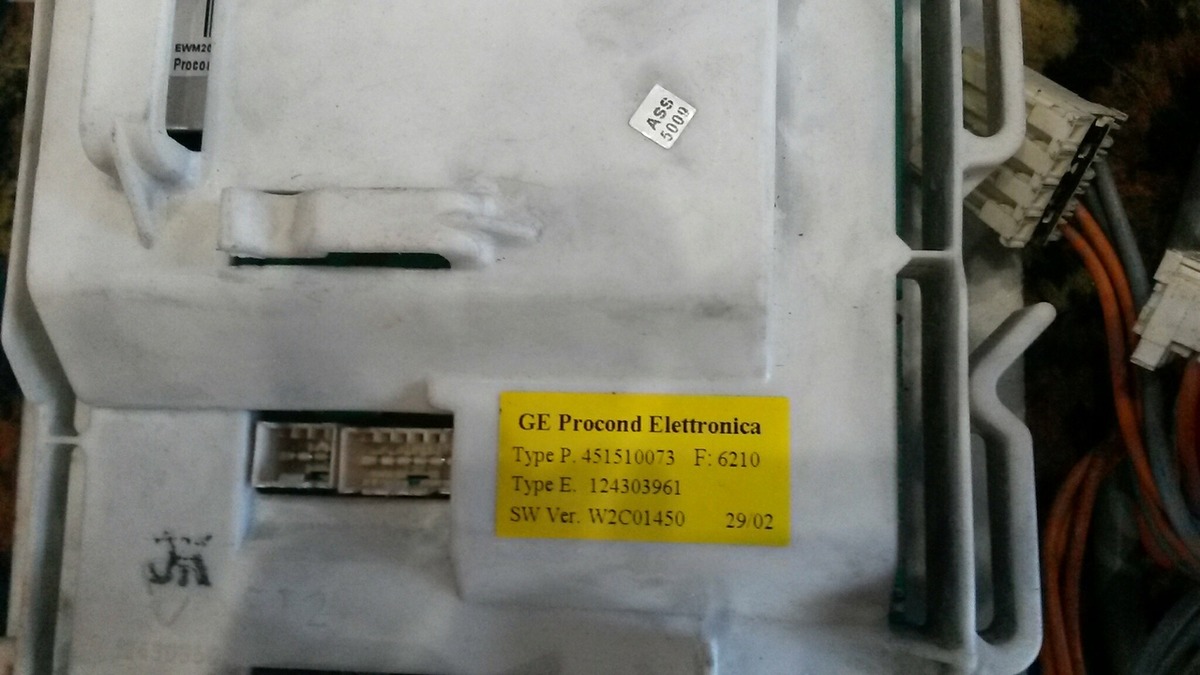 EWM20
Procon
ASS
5009
GE Procond Elettronica
Type P. 451510073 F: 6210
Type E. 124303961
SW Ver. W2C01450 29/02